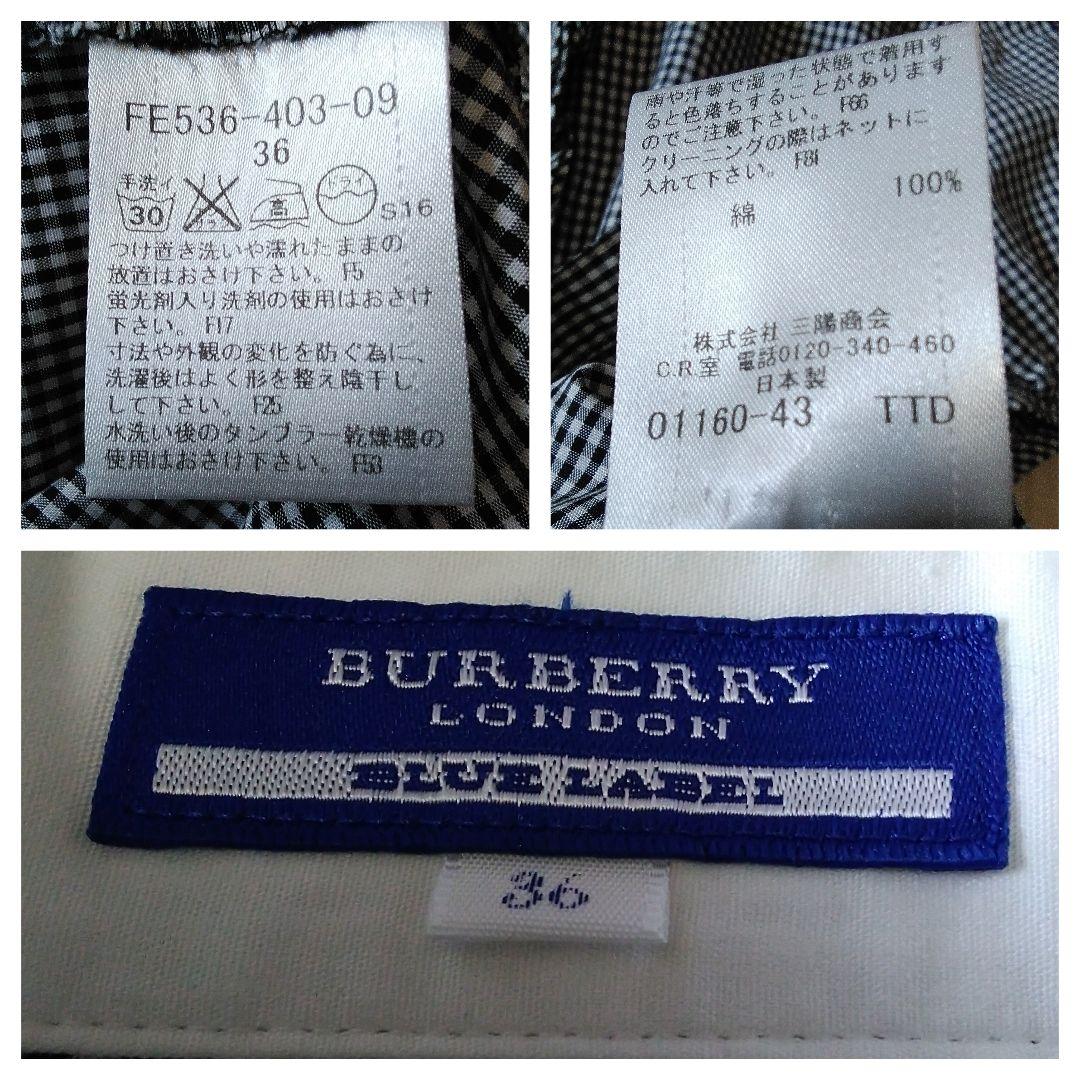 FE536-403-09
36
手洗イ
30
高
ドライ
S16
つけ置き洗いや濡れたままの
放置はおさけ下さい。 F5
蛍光剤入り洗剤の使用はおさけ
下さい。 F17
寸法や外観の変化を防ぐ為に、
洗濯後はよく形を整え陰干し
して下さい。 F25
水洗い後のタンブラー乾燥機の
使用はおさけ下さい。 F53
雨や汗等で湿った状態で着用す
ると色落ちすることがあります
のでご注意下さい。 F66
クリーニングの際はネットに
入れて下さい。 F81
綿 100%
株式会社 三陽商会
C.R.室 電話0120-340-460
日本製
01160-43 TTD
BURBERRY
LONDON
BLUE LABEL
36